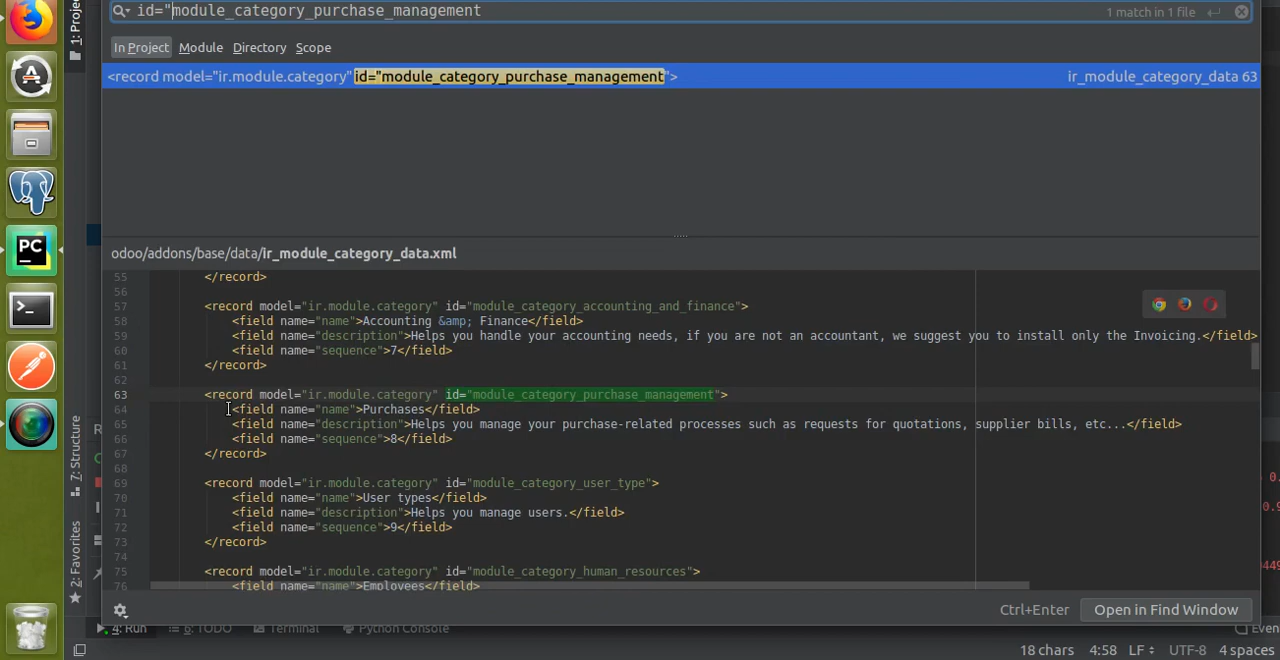 1: Project
id="module_category_purchase_management
1 match in 1 file
In Project Module Directory Scope
<record model="ir.module.category" id="module_category_purchase_management"> ir_module_category_data 63
odoo/addons/base/data/ir_module_category_data.xml
55 </record>
56
57 <record model="ir.module.category" id="module_category_accounting_and_finance">
58 <field name="name">Accounting &amp; Finance</field>
59 <field name="description">Helps you handle your accounting needs, if you are not an accountant, we suggest you to install only the Invoicing.</field>
60 <field name="sequence">7</field>
61 </record>
62
63 <record model="ir.module.category" id="module_category_purchase_management">
64 <field name="name">Purchases</field>
65 <field name="description">Helps you manage your purchase-related processes such as requests for quotations, supplier bills, etc...</field>
66 <field name="sequence">8</field>
67 </record>
68
69 <record model="ir.module.category" id="module_category_user_type">
70 <field name="name">User types</field>
71 <field name="description">Helps you manage users.</field>
72 <field name="sequence">9</field>
73 </record>
74
75 <record model="ir.module.category" id="module_category_human_resources">
76 <field name="name">Employees</field>
PC
7: Structure
2: Favorites
Ctrl+Enter Open in Find Window
4: Run 6: TODO Terminal Python Console
18 chars 4:58 LF UTF-8 4 spaces